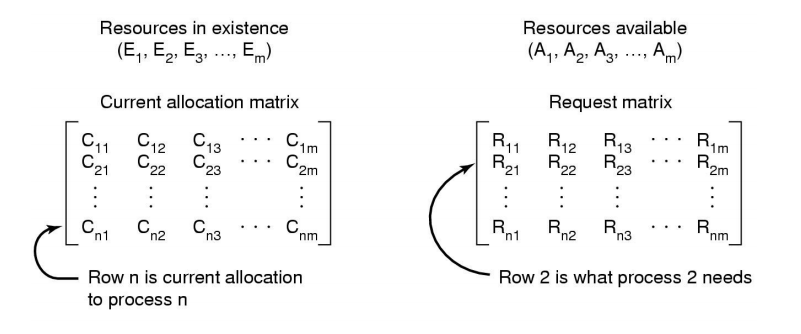 Resources in existence
(E₁, E₂, E₃, ..., Eₘ)
Current allocation matrix
C₁₁ C₁₂ C₁₃ · · · C₁ₘ
C₂₁ C₂₂ C₂₃ · · · C₂ₘ
⋮ ⋮ ⋮ ⋮
Cₙ₁ Cₙ₂ Cₙ₃ · · · Cₙₘ
Row n is current allocation
to process n
Resources available
(A₁, A₂, A₃, ..., Aₘ)
Request matrix
R₁₁ R₁₂ R₁₃ · · · R₁ₘ
R₂₁ R₂₂ R₂₃ · · · R₂ₘ
⋮ ⋮ ⋮ ⋮
Rₙ₁ Rₙ₂ Rₙ₃ · · · Rₙₘ
Row 2 is what process 2 needs